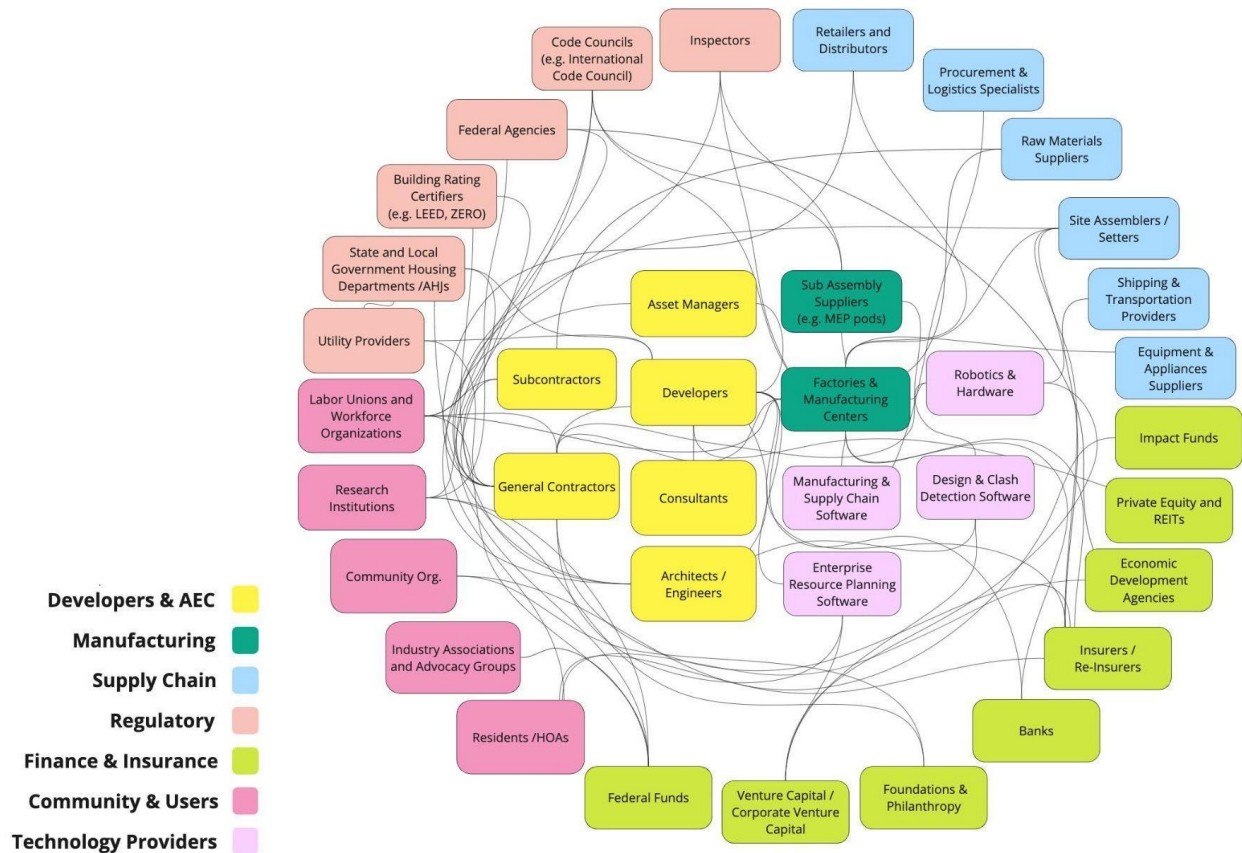 Code Councils
(e.g. International
Code Council)
Inspectors
Retailers and
Distributors
Procurement &
Logistics Specialists
Federal Agencies
Raw Materials
Suppliers
Building Rating
Certifiers
(e.g. LEED, ZERO)
Site Assemblers /
Setters
State and Local
Government Housing
Departments /AHJs
Asset Managers
Sub Assembly
Suppliers
(e.g. MEP pods)
Shipping &
Transportation
Providers
Utility Providers
Subcontractors
Developers
Factories &
Manufacturing
Centers
Robotics &
Hardware
Equipment &
Appliances
Suppliers
Labor Unions and
Workforce
Organizations
Impact Funds
Research
Institutions
General Contractors
Consultants
Manufacturing &
Supply Chain
Software
Design & Clash
Detection Software
Private Equity and
REITs
Community Org.
Architects /
Engineers
Enterprise
Resource Planning
Software
Economic
Development
Agencies
Industry Associations
and Advocacy Groups
Insurers /
Re-Insurers
Residents /HOAs
Banks
Federal Funds
Venture Capital /
Corporate Venture
Capital
Foundations &
Philanthropy
Developers & AEC
Manufacturing
Supply Chain
Regulatory
Finance & Insurance
Community & Users
Technology Providers